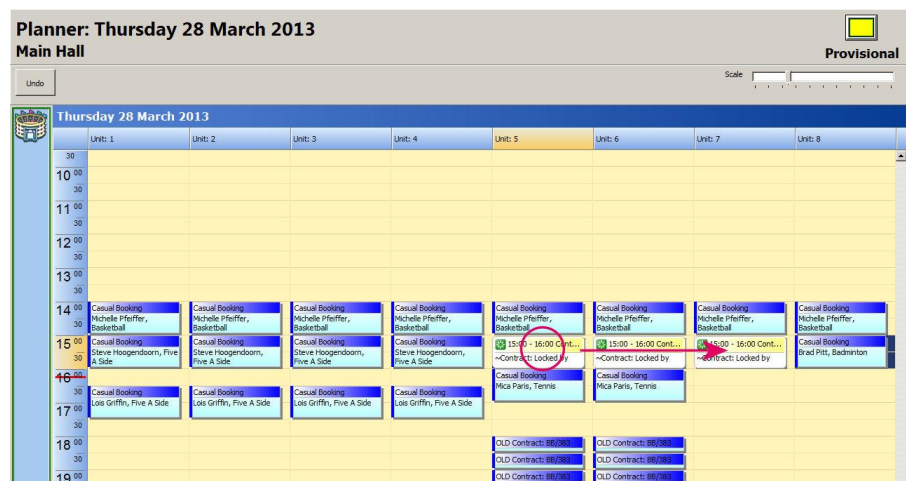 Planner: Thursday 28 March 2013
Main Hall
Provisional
Undo
Scale
Thursday 28 March 2013
Unit: 1 Unit: 2 Unit: 3 Unit: 4 Unit: 5 Unit: 6 Unit: 7 Unit: 8
30
10 00
30
11 00
30
12 00
30
13 00
30
14 00 Casual Booking Casual Booking Casual Booking Casual Booking Casual Booking Casual Booking Casual Booking Casual Booking
Michelle Pfeiffer, Michelle Pfeiffer, Michelle Pfeiffer, Michelle Pfeiffer, Michelle Pfeiffer, Michelle Pfeiffer, Michelle Pfeiffer, Michelle Pfeiffer,
30 Basketball Basketball Basketball Basketball Basketball Basketball Basketball Basketball
15 00 Casual Booking Casual Booking Casual Booking Casual Booking 15:00 - 16:00 Cont... 15:00 - 16:00 Cont... 15:00 - 16:00 Cont... Casual Booking
Steve Hoogendoorn, Five Steve Hoogendoorn, Steve Hoogendoorn, Steve Hoogendoorn, Brad Pitt, Badminton
30 A Side Five A Side Five A Side Five A Side ~Contract: Locked by ~Contract: Locked by ~Contract: Locked by
16 00 Casual Booking Casual Booking
Mica Paris, Tennis Mica Paris, Tennis
30 Casual Booking Casual Booking Casual Booking Casual Booking
Lois Griffin, Five A Side Lois Griffin, Five A Side Lois Griffin, Five A Side Lois Griffin, Five A Side
17 00
30
18 00 OLD Contract: BB/383 OLD Contract: BB/383
30 OLD Contract: BB/383 OLD Contract: BB/383
19 00 OLD Contract: BB/383 OLD Contract: BB/383